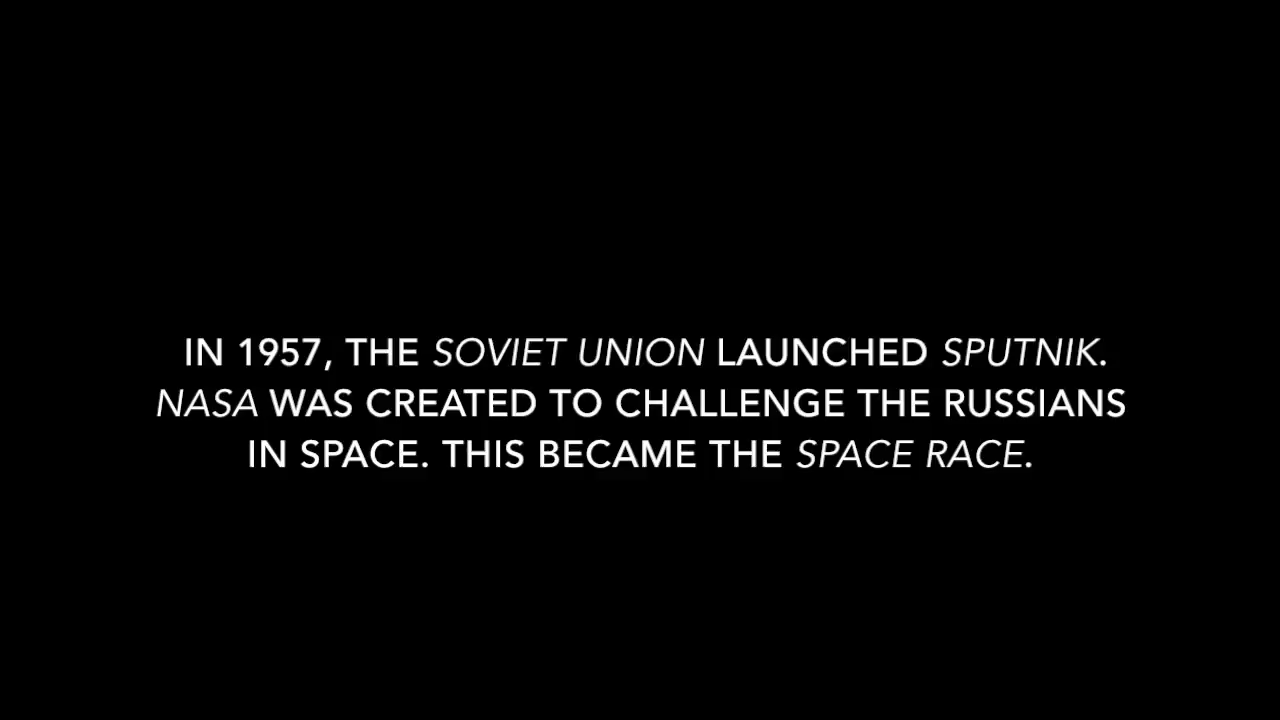 IN 1957, THE SOVIET UNION LAUNCHED SPUTNIK.
NASA WAS CREATED TO CHALLENGE THE RUSSIANS
IN SPACE. THIS BECAME THE SPACE RACE.